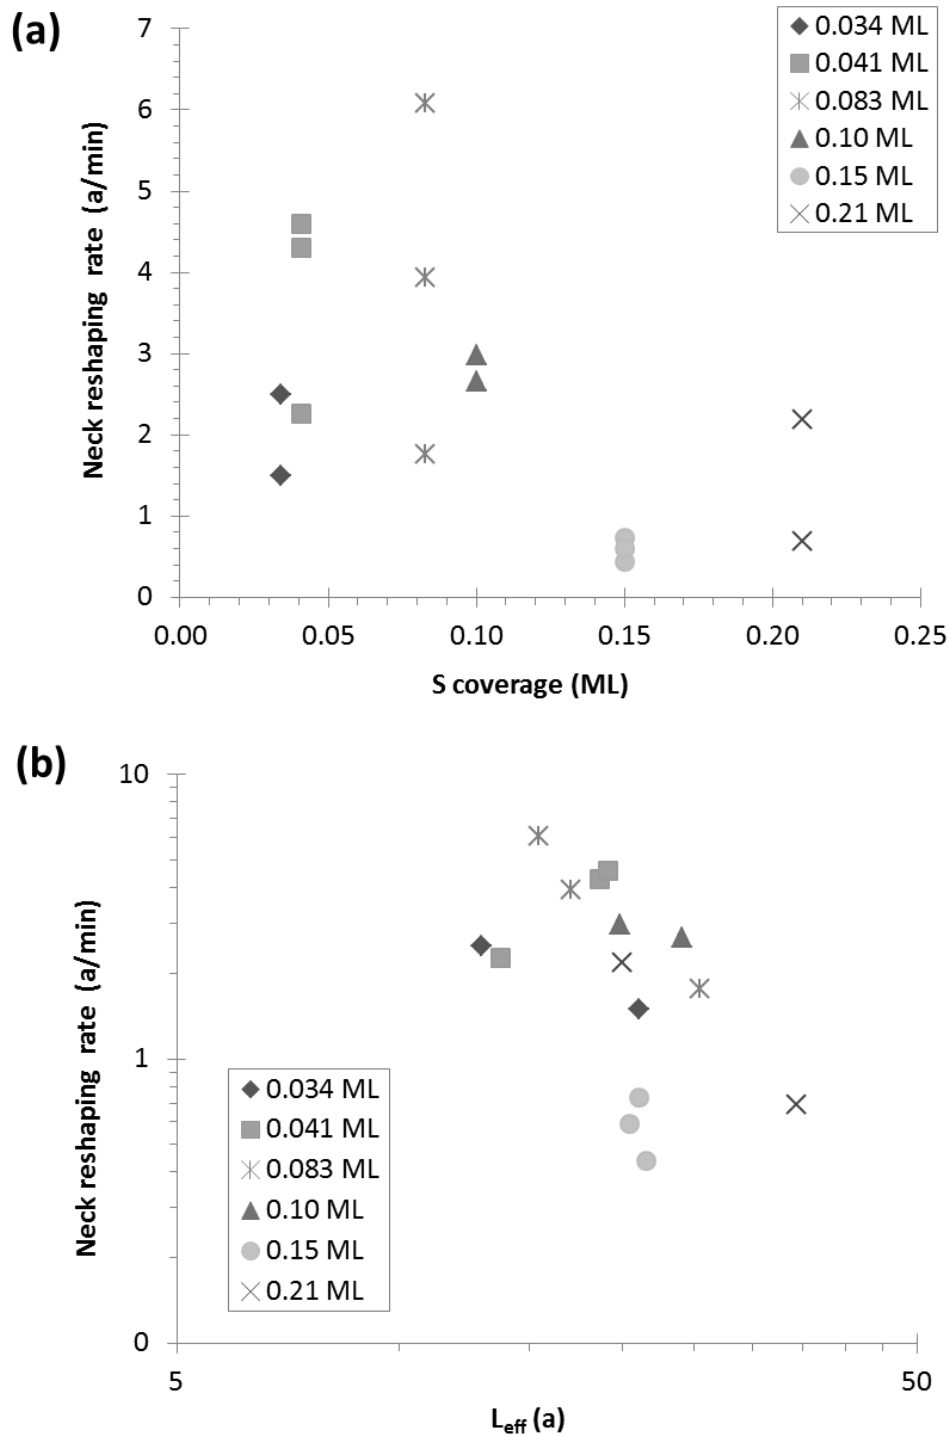 (a)
7
6
5
4
3
2
1
0
Neck reshaping rate (a/min)
0.034 ML
0.041 ML
0.083 ML
0.10 ML
0.15 ML
0.21 ML
0.00 0.05 0.10 0.15 0.20 0.25
S coverage (ML)
(b)
10
1
0
Neck reshaping rate (a/min)
0.034 ML
0.041 ML
0.083 ML
0.10 ML
0.15 ML
0.21 ML
5 50
Leff (a)